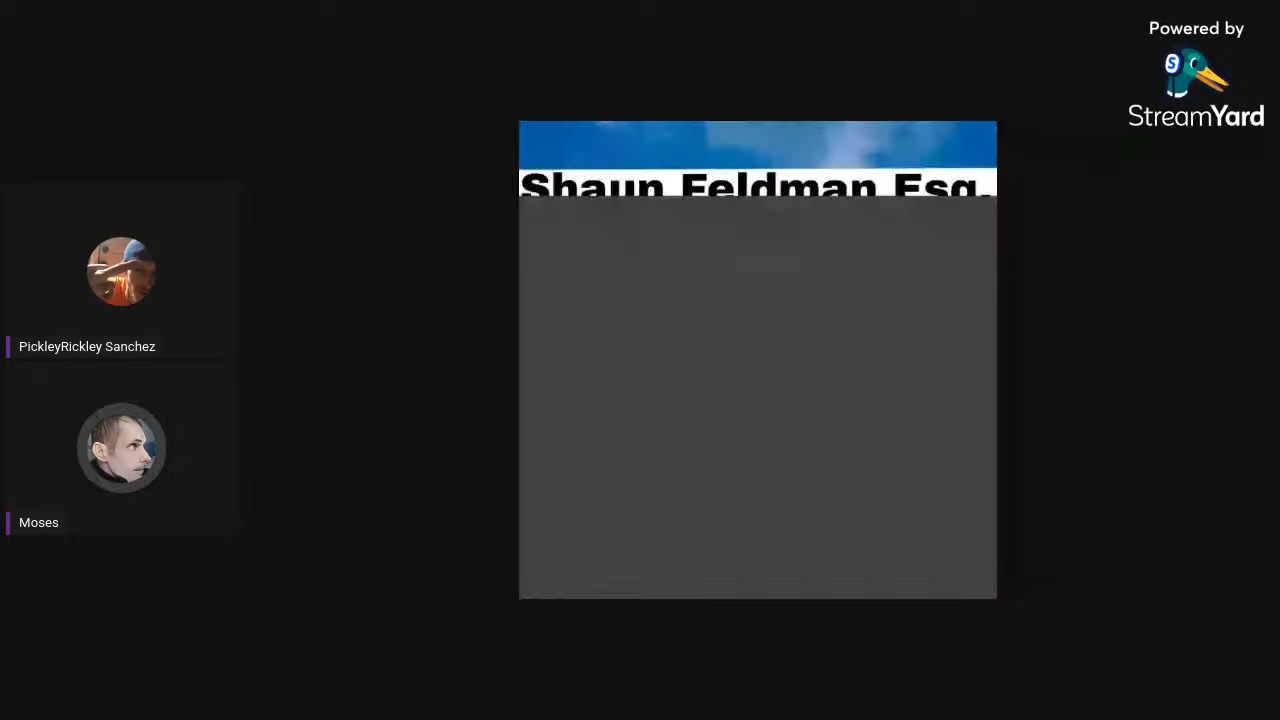 Powered by
StreamYard
Shaun Feldman Esq.
PickleyRickley Sanchez
Moses